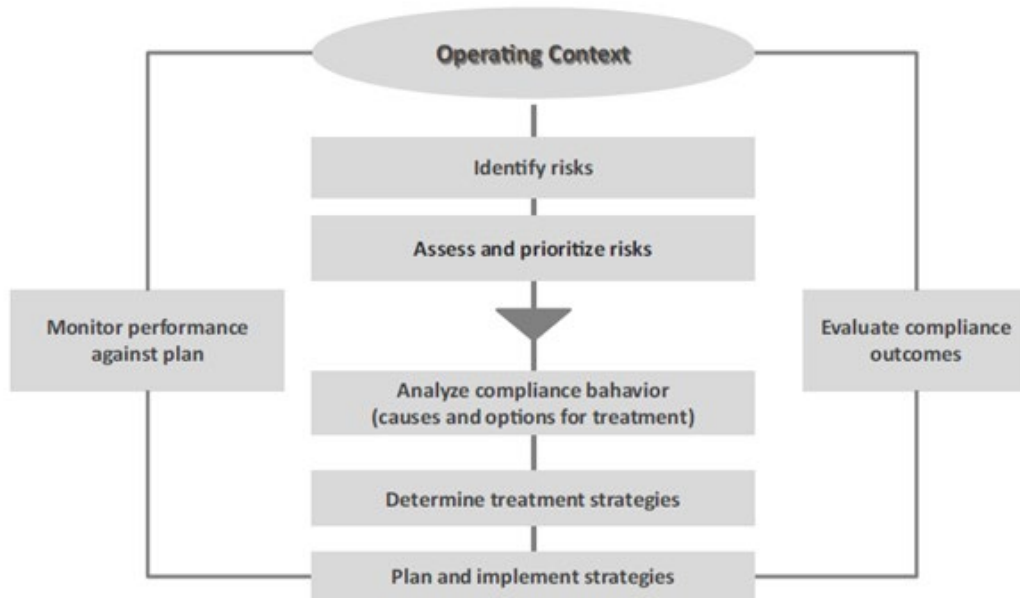 Operating Context
Identify risks
Assess and prioritize risks
Monitor performance
against plan
Evaluate compliance
outcomes
Analyze compliance bahavior
(causes and options for treatment)
Determine treatment strategies
Plan and implement strategies